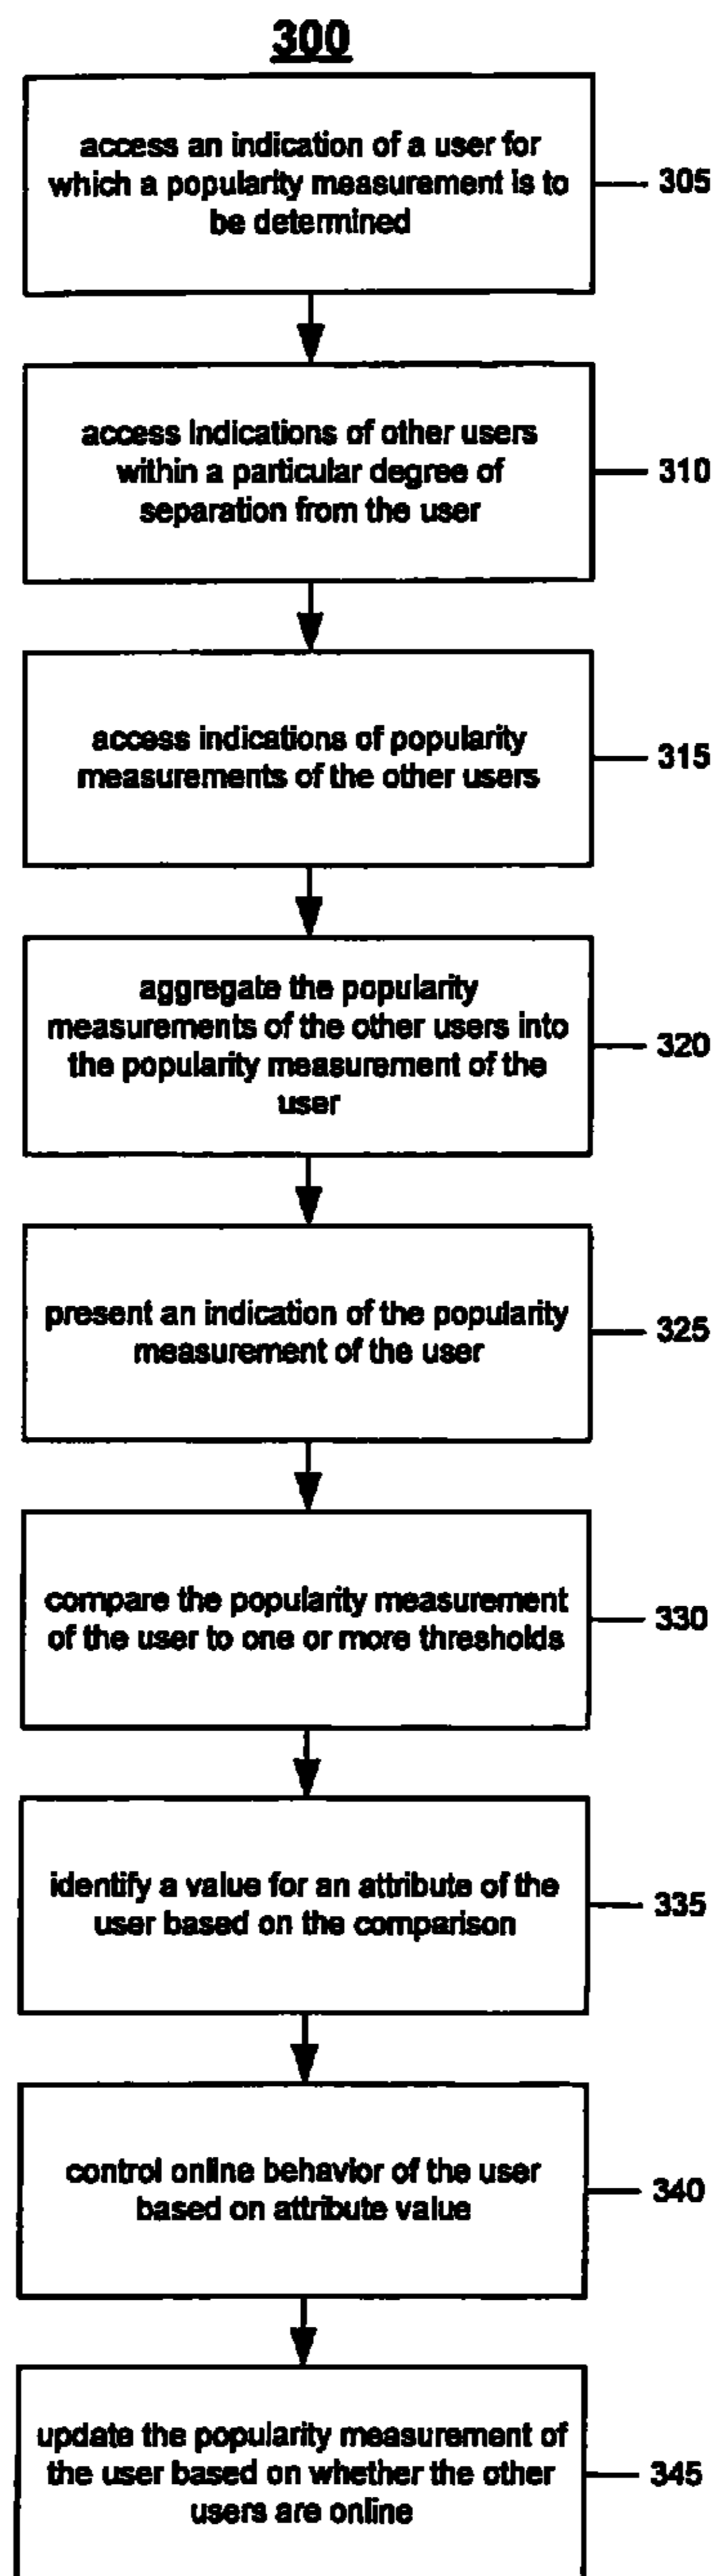 300
access an indication of a user for
which a popularity measurement is to
be determined
305
access indications of other users
within a particular degree of
separation from the user
310
access indications of popularity
measurements of the other users
315
aggregate the popularity
measurements of the other users into
the popularity measurement of the
user
320
present an indication of the popularity
measurement of the user
325
compare the popularity measurement
of the user to one or more thresholds
330
identify a value for an attribute of the
user based on the comparison
335
control online behavior of the user
based on attribute value
340
update the popularity measurement of
the user based on whether the other
users are online
345